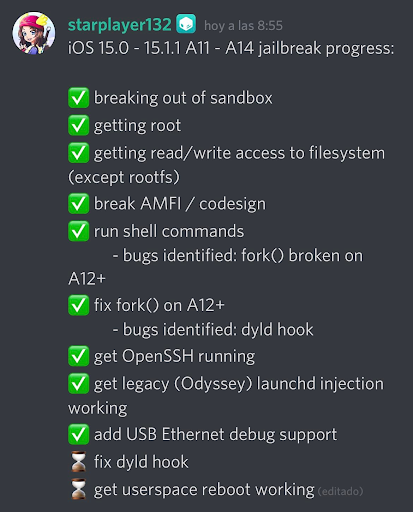 starplayer132 hoy a las 8:55
iOS 15.0 - 15.1.1 A11 - A14 jailbreak progress:
✅ breaking out of sandbox
✅ getting root
✅ getting read/write access to filesystem
(except rootfs)
✅ break AMFI / codesign
✅ run shell commands
- bugs identified: fork() broken on
A12+
✅ fix fork() on A12+
- bugs identified: dyld hook
✅ get OpenSSH running
✅ get legacy (Odyssey) launchd injection
working
✅ add USB Ethernet debug support
⏳ fix dyld hook
⏳ get userspace reboot working (editado)